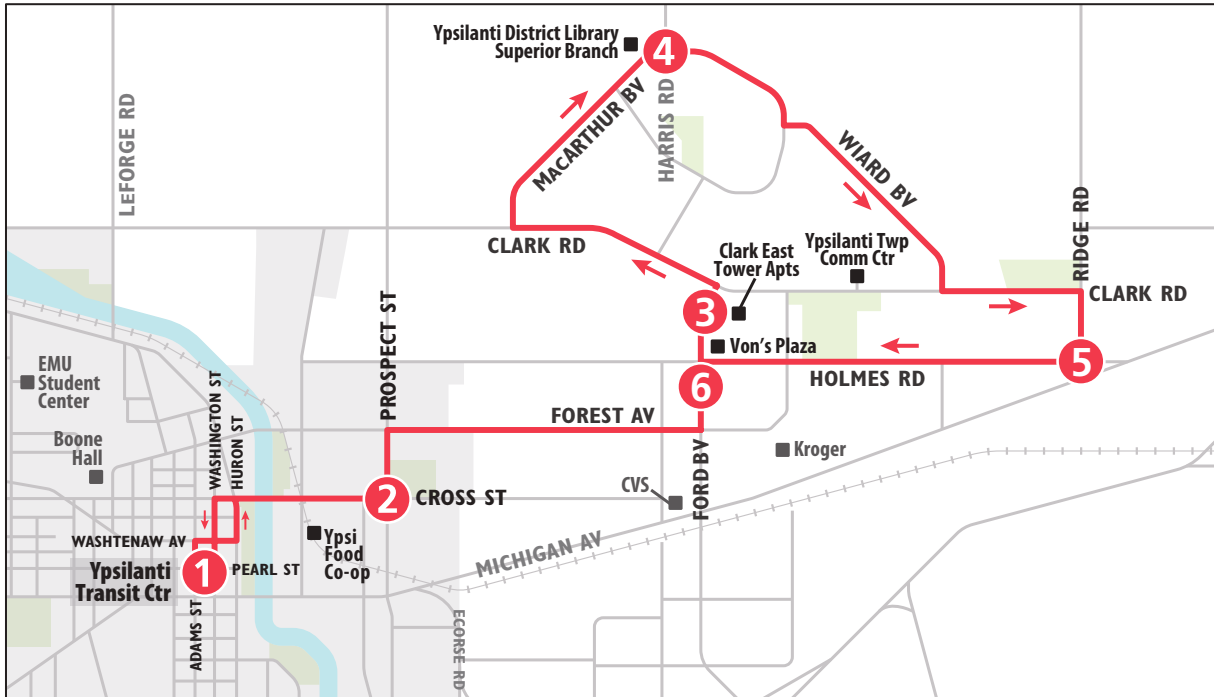 Ypsilanti District Library
Superior Branch
4
LEFORGE RD
MACARTHUR BV
HARRIS RD
WIARD BV
RIDGE RD
CLARK RD
Clark East
Tower Apts
Ypsilanti Twp
Comm Ctr
CLARK RD
3
Von's Plaza
5
HOLMES RD
6
EMU
Student
Center
WASHINGTON ST
HURON ST
PROSPECT ST
FOREST AV
Boone
Hall
FORD BV
Kroger
CVS
2
CROSS ST
WASHTENAW AV
Ypsi
Food
Co-op
MICHIGAN AV
Ypsilanti
Transit Ctr
1
PEARL ST
ADAMS ST
ECORSE RD